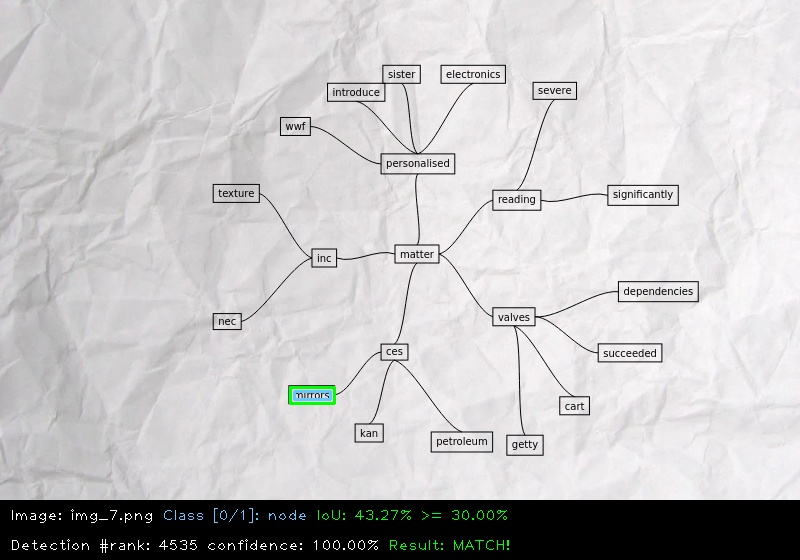 sister
electronics
introduce
severe
wwf
personalised
texture
reading
significantly
matter
inc
dependencies
valves
nec
ces
succeeded
mirrors
cart
kan
petroleum
getty
Image: img_7.png Class [0/1]: node IoU: 43.27% >= 30.00%
Detection #rank: 4535 confidence: 100.00% Result: MATCH!